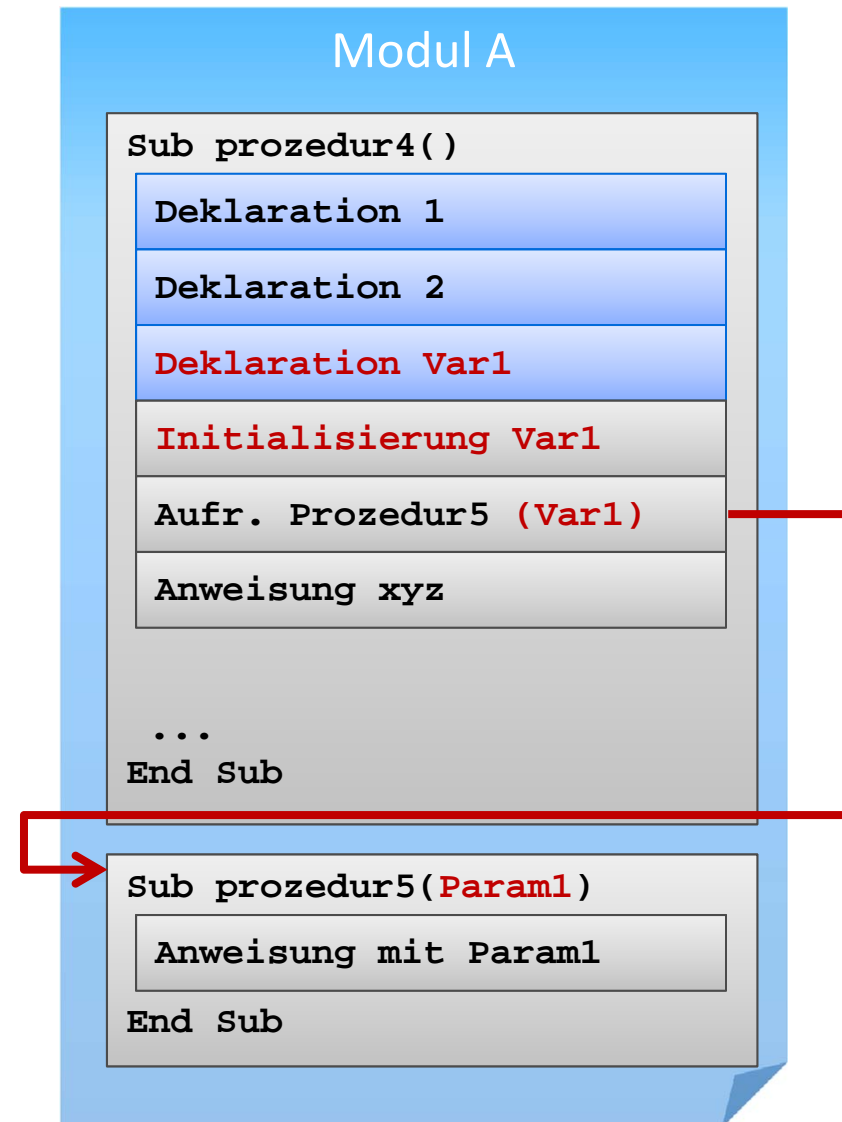 Modul A
Sub prozedur4()
Deklaration 1
Deklaration 2
Deklaration Var1
Initialisierung Var1
Aufr. Prozedur5 (Var1)
Anweisung xyz
...
End Sub
Sub prozedur5(Param1)
Anweisung mit Param1
End Sub